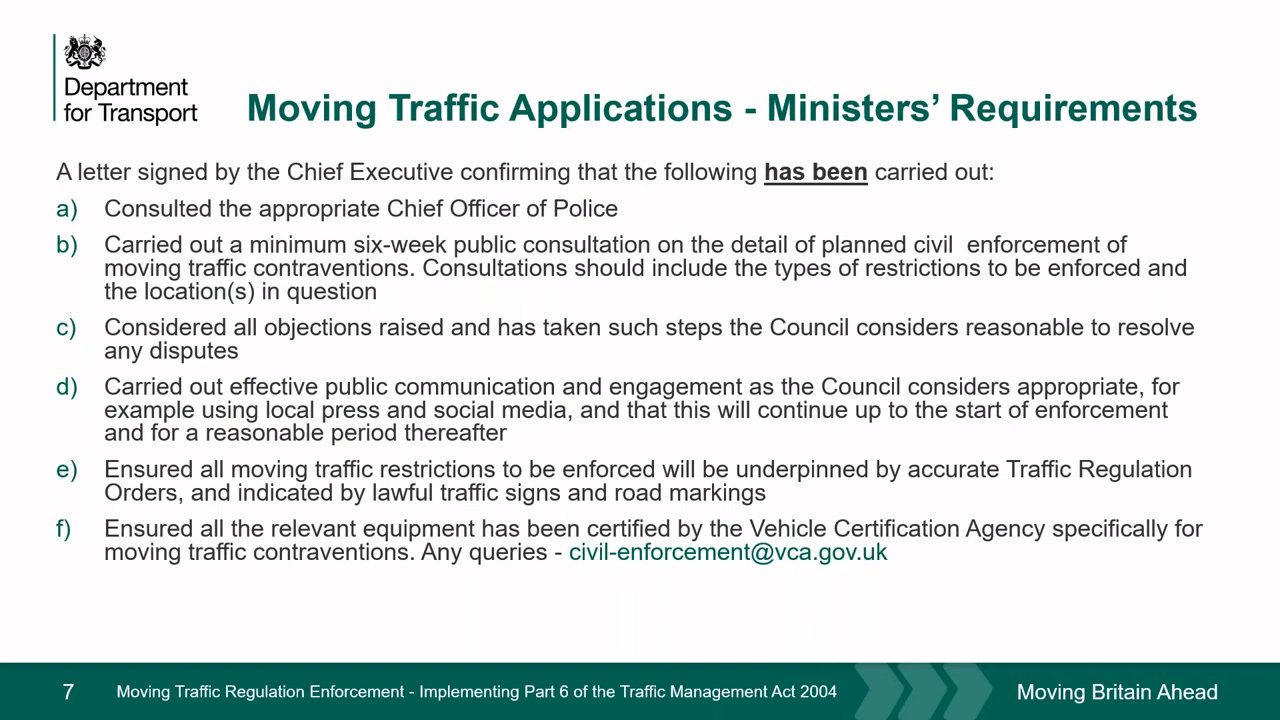 Department
for Transport
Moving Traffic Applications - Ministers’ Requirements
A letter signed by the Chief Executive confirming that the following has been carried out:
a) Consulted the appropriate Chief Officer of Police
b) Carried out a minimum six-week public consultation on the detail of planned civil  enforcement of
moving traffic contraventions. Consultations should include the types of restrictions to be enforced and
the location(s) in question
c) Considered all objections raised and has taken such steps the Council considers reasonable to resolve
any disputes
d) Carried out effective public communication and engagement as the Council considers appropriate, for
example using local press and social media, and that this will continue up to the start of enforcement
and for a reasonable period thereafter
e) Ensured all moving traffic restrictions to be enforced will be underpinned by accurate Traffic Regulation
Orders, and indicated by lawful traffic signs and road markings
f) Ensured all the relevant equipment has been certified by the Vehicle Certification Agency specifically for
moving traffic contraventions. Any queries - civil-enforcement@vca.gov.uk
7 Moving Traffic Regulation Enforcement - Implementing Part 6 of the Traffic Management Act 2004 Moving Britain Ahead